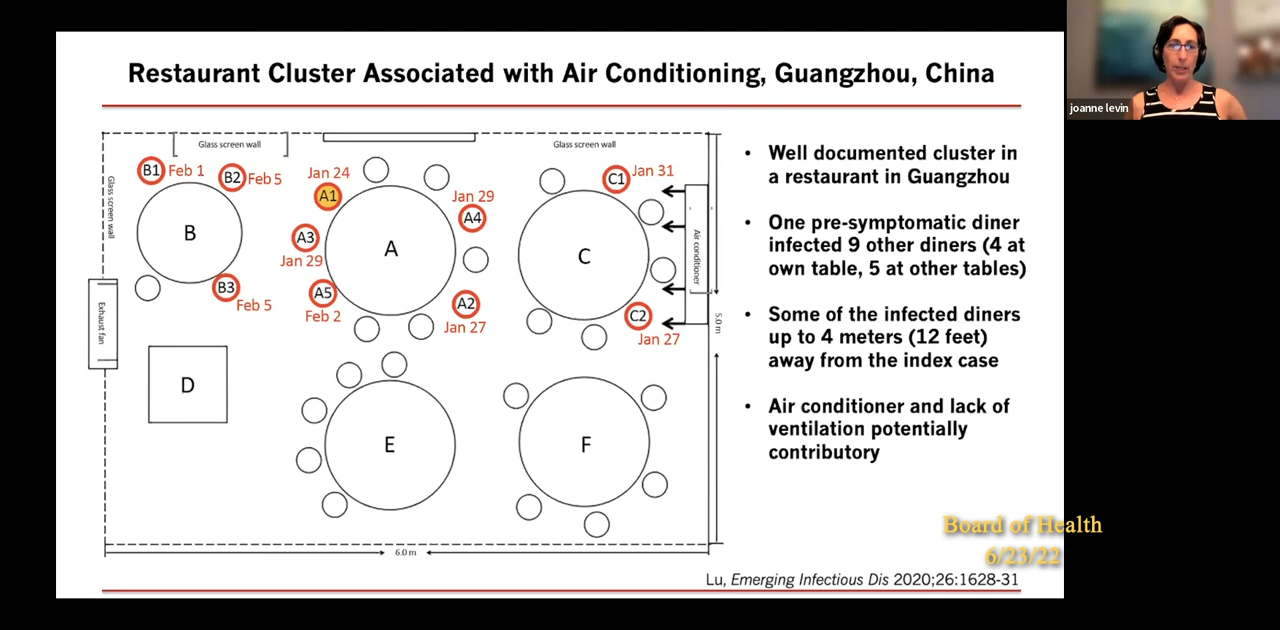 Restaurant Cluster Associated with Air Conditioning, Guangzhou, China
joanne levin
Glass screen wall
Glass screen wall
Glass screen wall
B1 Feb 1
B2 Feb 5
Jan 24
A1
Jan 29
A4
C1 Jan 31
B
A3
Jan 29
A
C
Air conditioner
B3
Feb 5
A5
Feb 2
A2
Jan 27
C2
Jan 27
Exhaust fan
5.0 m
D
E
F
6.0 m
• Well documented cluster in
a restaurant in Guangzhou
• One pre-symptomatic diner
infected 9 other diners (4 at
own table, 5 at other tables)
• Some of the infected diners
up to 4 meters (12 feet)
away from the index case
• Air conditioner and lack of
ventilation potentially
contributory
Board of Health
6/23/22
Lu, Emerging Infectious Dis 2020;26:1628-31